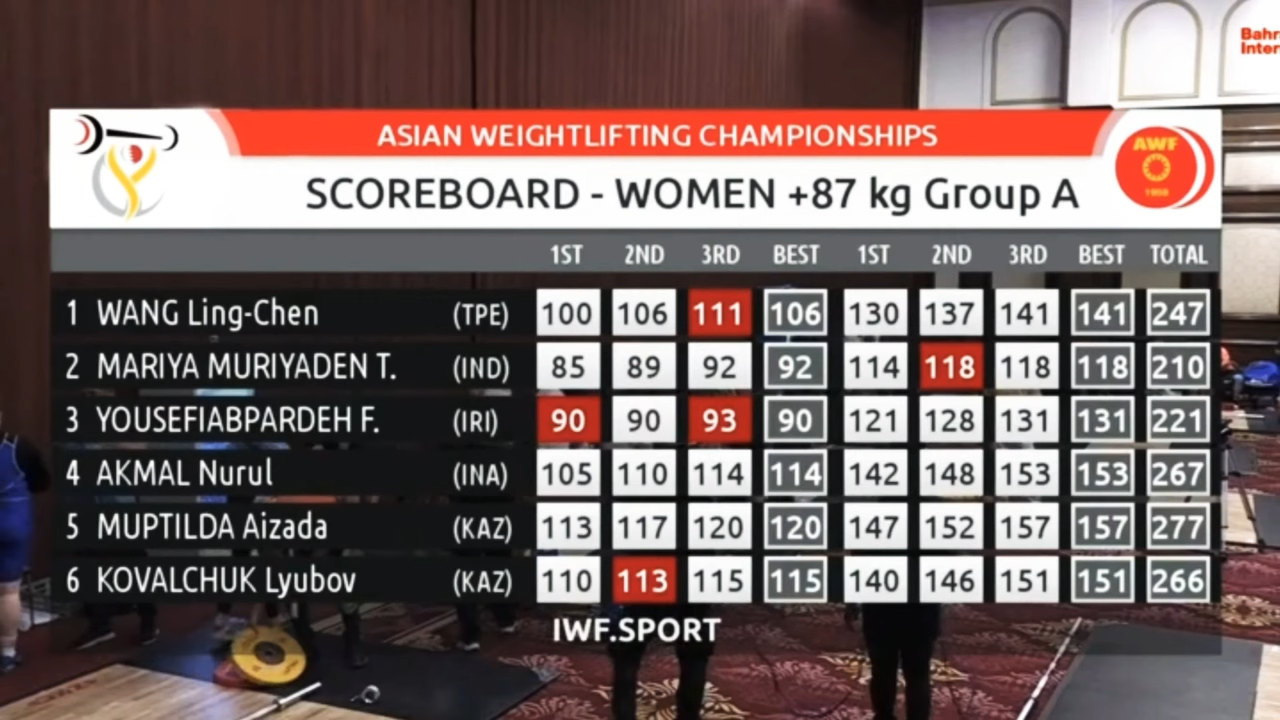 Bahr
Inter
ASIAN WEIGHTLIFTING CHAMPIONSHIPS
AWF
1958
SCOREBOARD - WOMEN +87 kg Group A
1ST 2ND 3RD BEST 1ST 2ND 3RD BEST TOTAL
1 WANG Ling-Chen (TPE) 100 106 111 106 130 137 141 141 247
2 MARIYA MURIYADEN T. (IND) 85 89 92 92 114 118 118 118 210
3 YOUSEFIABPARDEH F. (IRI) 90 90 93 90 121 128 131 131 221
4 AKMAL Nurul (INA) 105 110 114 114 142 148 153 153 267
5 MUPTILDA Aizada (KAZ) 113 117 120 120 147 152 157 157 277
6 KOVALCHUK Lyubov (KAZ) 110 113 115 115 140 146 151 151 266
IWF.SPORT